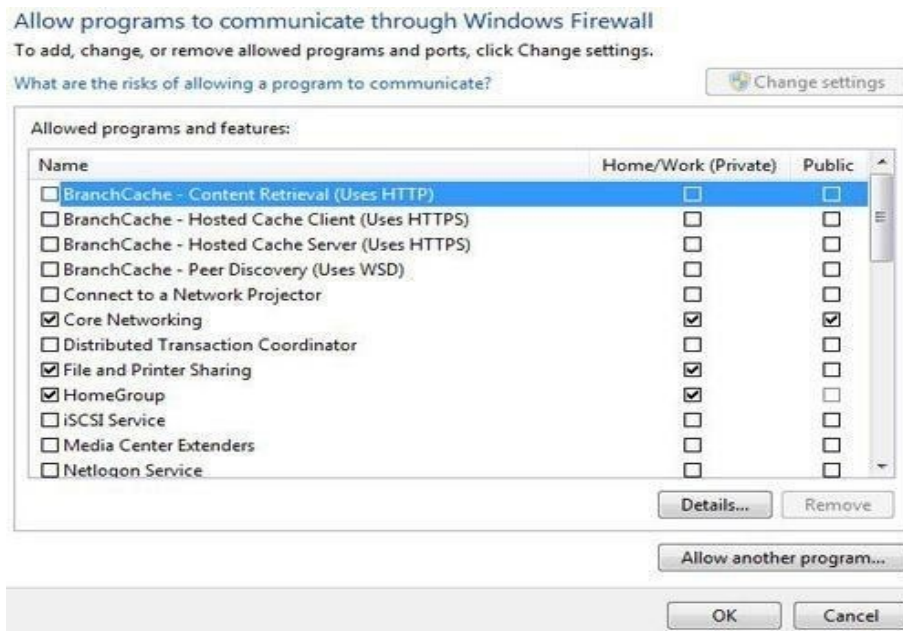 Allow programs to communicate through Windows Firewall
To add, change, or remove allowed programs and ports, click Change settings.
What are the risks of allowing a program to communicate?
Change settings
Allowed programs and features:
Name Home/Work (Private) Public
BranchCache - Content Retrieval (Uses HTTP)
BranchCache - Hosted Cache Client (Uses HTTPS)
BranchCache - Hosted Cache Server (Uses HTTPS)
BranchCache - Peer Discovery (Uses WSD)
Connect to a Network Projector
Core Networking
Distributed Transaction Coordinator
File and Printer Sharing
HomeGroup
iSCSI Service
Media Center Extenders
Netlogon Service
Details... Remove
Allow another program...
OK Cancel